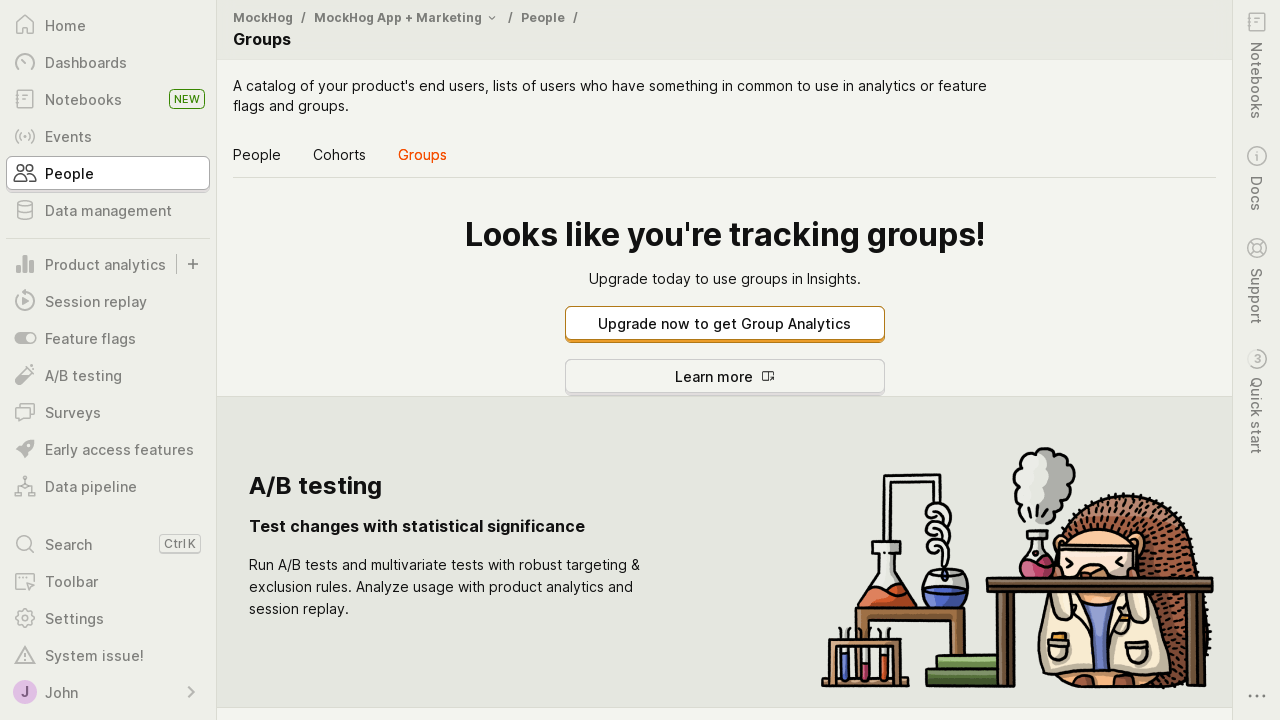 Home
Dashboards
Notebooks
NEW
Events
People
Data management
Product analytics
Session replay
Feature flags
A/B testing
Surveys
Early access features
Data pipeline
Search
Ctrl K
Toolbar
Settings
System issue!
J
John
MockHog / MockHog App + Marketing / People /
Groups
A catalog of your product's end users, lists of users who have something in common to use in analytics or feature
flags and groups.
People
Cohorts
Groups
Looks like you're tracking groups!
Upgrade today to use groups in Insights.
Upgrade now to get Group Analytics
Learn more
A/B testing
Test changes with statistical significance
Run A/B tests and multivariate tests with robust targeting &
exclusion rules. Analyze usage with product analytics and
session replay.
Notebooks
Docs
Support
3
Quick start